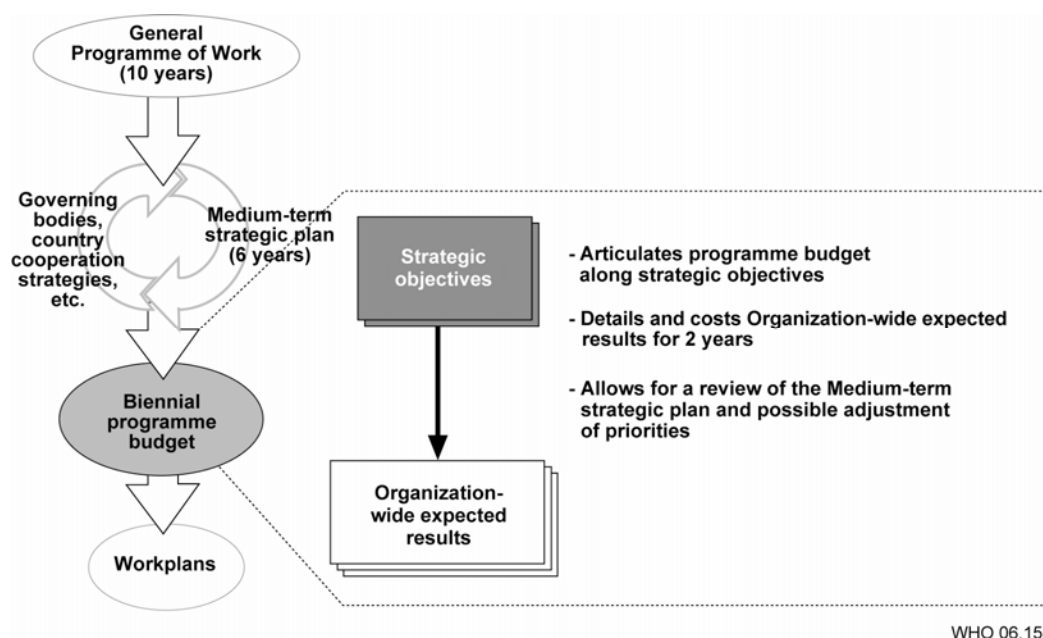 General
Programme of Work
(10 years)
Governing
bodies,
country
cooperation
strategies,
etc.
Medium-term
strategic plan
(6 years)
Biennial
programme
budget
Workplans
Strategic
objectives
Organization-
wide expected
results
- Articulates programme budget
along strategic objectives
- Details and costs Organization-wide expected
results for 2 years
- Allows for a review of the Medium-term
strategic plan and possible adjustment
of priorities
WHO 06.15